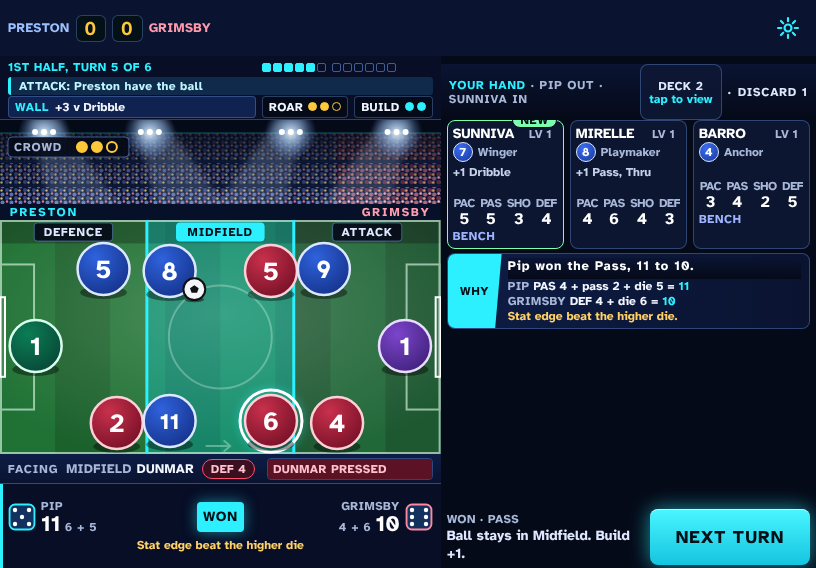 PRESTON 0 0 GRIMSBY
1ST HALF, TURN 5 OF 6
ATTACK: Preston have the ball
WALL +3 v Dribble
ROAR
BUILD
CROWD
PRESTON
GRIMSBY
DEFENCE
MIDFIELD
ATTACK
5
8
5
9
1
1
2
11
6
4
FACING MIDFIELD DUNMAR DEF 4
DUNMAR PRESSED
PIP
11 6 + 5
WON
GRIMSBY
4 + 6 10
Stat edge beat the higher die
YOUR HAND · PIP OUT ·
SUNNIVA IN
DECK 2
tap to view
· DISCARD 1
NEW
SUNNIVA LV 1
7 Winger
+1 Dribble
PAC PAS SHO DEF
5 5 3 4
BENCH
MIRELLE LV 1
8 Playmaker
+1 Pass, Thru
PAC PAS SHO DEF
4 6 4 3
BARRO LV 1
4 Anchor
PAC PAS SHO DEF
3 4 2 5
BENCH
WHY
Pip won the Pass, 11 to 10.
PIP PAS 4 + pass 2 + die 5 = 11
GRIMSBY DEF 4 + die 6 = 10
Stat edge beat the higher die.
WON · PASS
Ball stays in Midfield. Build
+1.
NEXT TURN